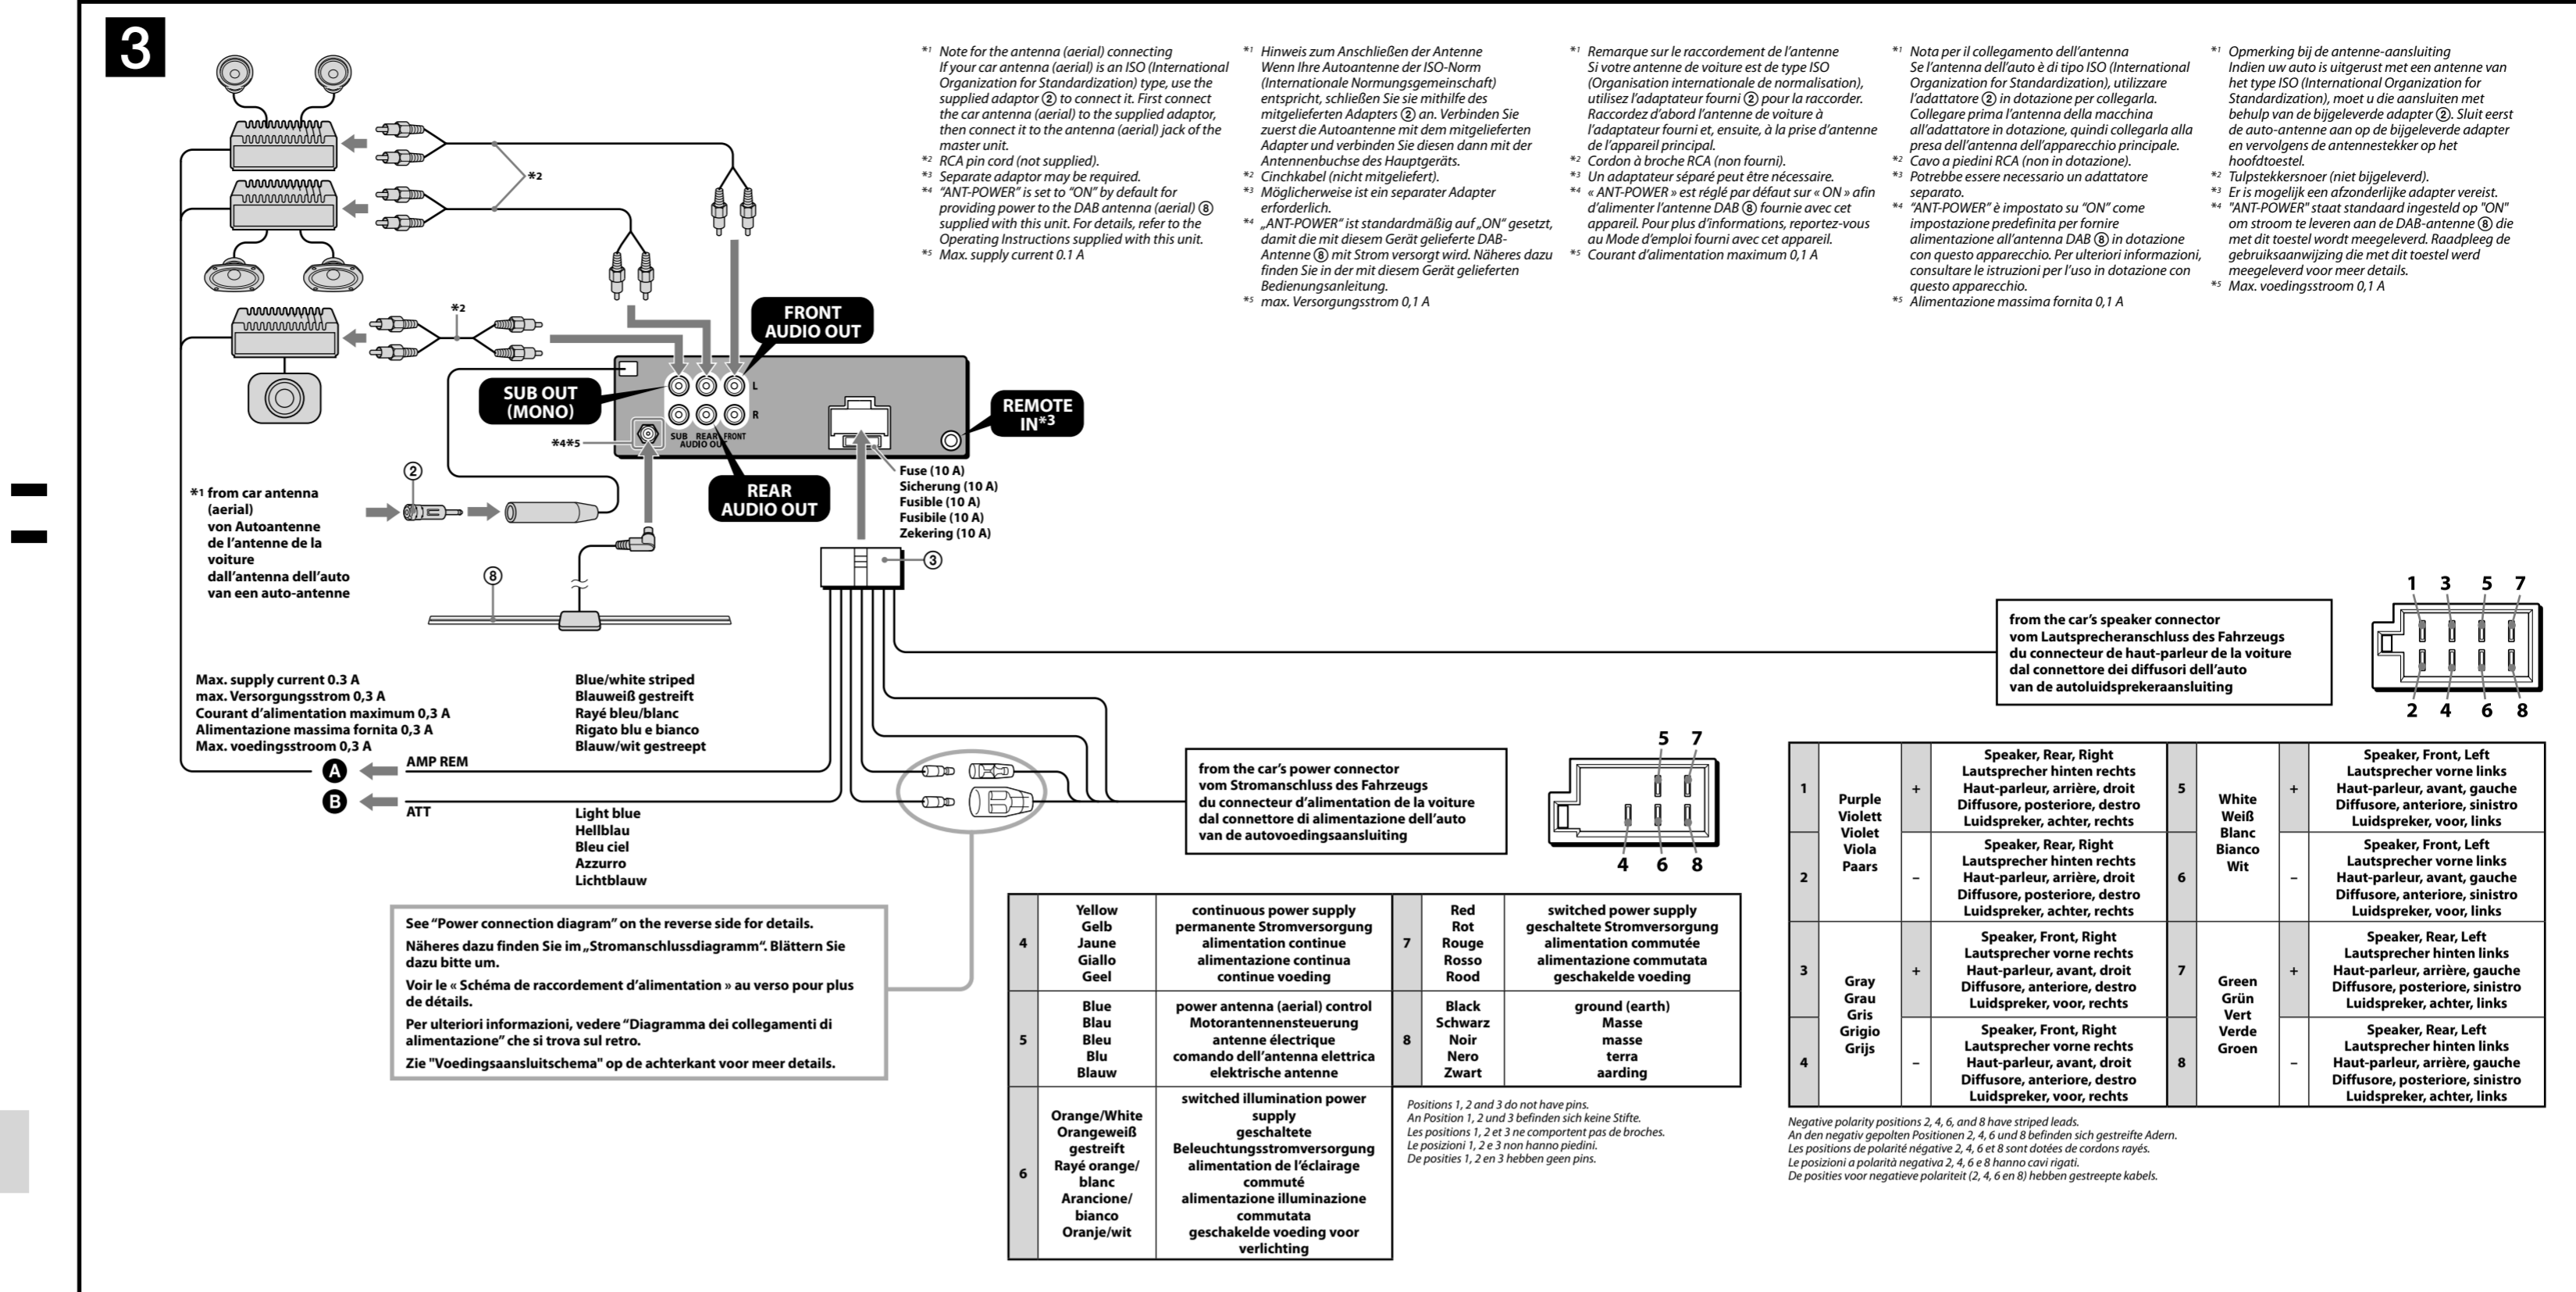 3
*1 Note for the antenna (aerial) connecting
If your car antenna (aerial) is an ISO (International
Organization for Standardization) type, use the
supplied adaptor ② to connect it. First connect
the car antenna (aerial) to the supplied adaptor,
then connect it to the antenna (aerial) jack of the
master unit.
*2 RCA pin cord (not supplied).
*3 Separate adaptor may be required.
*4 “ANT-POWER” is set to “ON” by default for
providing power to the DAB antenna (aerial) ⑧
supplied with this unit. For details, refer to the
Operating Instructions supplied with this unit.
*5 Max. supply current 0.1 A
*1 Hinweis zum Anschließen der Antenne
Wenn Ihre Autoantenne der ISO-Norm
(Internationale Normungsgemeinschaft)
entspricht, schließen Sie sie mithilfe des
mitgelieferten Adapters ② an. Verbinden Sie
zuerst die Autoantenne mit dem mitgelieferten
Adapter und verbinden Sie diesen dann mit der
Antennenbuchse des Hauptgeräts.
*2 Cinchkabel (nicht mitgeliefert).
*3 Möglicherweise ist ein separater Adapter
erforderlich.
*4 „ANT-POWER“ ist standardmäßig auf „ON“ gesetzt,
damit die mit diesem Gerät gelieferte DAB-
Antenne ⑧ mit Strom versorgt wird. Näheres dazu
finden Sie in der mit diesem Gerät gelieferten
Bedienungsanleitung.
*5 max. Versorgungsstrom 0,1 A
*1 Remarque sur le raccordement de l’antenne
Si votre antenne de voiture est de type ISO
(Organisation internationale de normalisation),
utilisez l’adaptateur fourni ② pour la raccorder.
Raccordez d’abord l’antenne de voiture à
l’adaptateur fourni et, ensuite, à la prise d’antenne
de l’appareil principal.
*2 Cordon à broche RCA (non fourni).
*3 Un adaptateur séparé peut être nécessaire.
*4 « ANT-POWER » est réglé par défaut sur « ON » afin
d’alimenter l’antenne DAB ⑧ fournie avec cet
appareil. Pour plus d’informations, reportez-vous
au Mode d’emploi fourni avec cet appareil.
*5 Courant d’alimentation maximum 0,1 A
*1 Nota per il collegamento dell’antenna
Se l’antenna dell’auto è di tipo ISO (International
Organization for Standardization), utilizzare
l’adattatore ② in dotazione per collegarla.
Collegare prima l’antenna della macchina
all’adattatore in dotazione, quindi collegarla alla
presa dell’antenna dell’apparecchio principale.
*2 Cavo a piedini RCA (non in dotazione).
*3 Potrebbe essere necessario un adattatore
separato.
*4 “ANT-POWER” è impostato su “ON” come
impostazione predefinita per fornire
alimentazione all’antenna DAB ⑧ in dotazione
con questo apparecchio. Per ulteriori informazioni,
consultare le istruzioni per l’uso in dotazione con
questo apparecchio.
*5 Alimentazione massima fornita 0,1 A
*1 Opmerking bij de antenne-aansluiting
Indien uw auto is uitgerust met een antenne van
het type ISO (International Organization for
Standardization), moet u die aansluiten met
behulp van de bijgeleverde adapter ②. Sluit eerst
de auto-antenne aan op de bijgeleverde adapter
en vervolgens de antennestekker op het
hoofdtoestel.
*2 Tulpstekkersnoer (niet bijgeleverd).
*3 Er is mogelijk een afzonderlijke adapter vereist.
*4 "ANT-POWER" staat standaard ingesteld op "ON"
om stroom te leveren aan de DAB-antenne ⑧ die
met dit toestel wordt meegeleverd. Raadpleeg de
gebruiksaanwijzing die met dit toestel werd
meegeleverd voor meer details.
*5 Max. voedingsstroom 0,1 A
*2
*2
FRONT
AUDIO OUT
SUB OUT
(MONO)
L
R
SUB REAR FRONT
AUDIO OUT
REMOTE
IN*3
*4*5
REAR
AUDIO OUT
Fuse (10 A)
Sicherung (10 A)
Fusible (10 A)
Fusibile (10 A)
Zekering (10 A)
②
*1 from car antenna
(aerial)
von Autoantenne
de l’antenne de la
voiture
dall’antenna dell’auto
van een auto-antenne
③
⑧
from the car’s speaker connector
vom Lautsprecheranschluss des Fahrzeugs
du connecteur de haut-parleur de la voiture
dal connettore dei diffusori dell’auto
van de autoluidsprekeraansluiting
1 3 5 7
2 4 6 8
Max. supply current 0.3 A
max. Versorgungsstrom 0,3 A
Courant d’alimentation maximum 0,3 A
Alimentazione massima fornita 0,3 A
Max. voedingsstroom 0,3 A
Blue/white striped
Blauweiß gestreift
Rayé bleu/blanc
Rigato blu e bianco
Blauw/wit gestreept
A
AMP REM
B
ATT
Light blue
Hellblau
Bleu ciel
Azzurro
Lichtblauw
from the car’s power connector
vom Stromanschluss des Fahrzeugs
du connecteur d’alimentation de la voiture
dal connettore di alimentazione dell’auto
van de autovoedingsaansluiting
5 7
4 6 8
See “Power connection diagram” on the reverse side for details.
Näheres dazu finden Sie im „Stromanschlussdiagramm“. Blättern Sie
dazu bitte um.
Voir le « Schéma de raccordement d’alimentation » au verso pour plus
de détails.
Per ulteriori informazioni, vedere “Diagramma dei collegamenti di
alimentazione” che si trova sul retro.
Zie "Voedingsaansluitschema" op de achterkant voor meer details.
4
Yellow
Gelb
Jaune
Giallo
Geel
continuous power supply
permanente Stromversorgung
alimentation continue
alimentazione continua
continue voeding
7
Red
Rot
Rouge
Rosso
Rood
switched power supply
geschaltete Stromversorgung
alimentation commutée
alimentazione commutata
geschakelde voeding
5
Blue
Blau
Bleu
Blu
Blauw
power antenna (aerial) control
Motorantennensteuerung
antenne électrique
comando dell’antenna elettrica
elektrische antenne
8
Black
Schwarz
Noir
Nero
Zwart
ground (earth)
Masse
masse
terra
aarding
6
Orange/White
Orangeweiß
gestreift
Rayé orange/
blanc
Arancione/
bianco
Oranje/wit
switched illumination power
supply
geschaltete
Beleuchtungsstromversorgung
alimentation de l’éclairage
commuté
alimentazione illuminazione
commutata
geschakelde voeding voor
verlichting
Positions 1, 2 and 3 do not have pins.
An Position 1, 2 und 3 befinden sich keine Stifte.
Les positions 1, 2 et 3 ne comportent pas de broches.
Le posizioni 1, 2 e 3 non hanno piedini.
De posities 1, 2 en 3 hebben geen pins.
1
Purple
Violett
Violet
Viola
Paars
+
Speaker, Rear, Right
Lautsprecher hinten rechts
Haut-parleur, arrière, droit
Diffusore, posteriore, destro
Luidspreker, achter, rechts
5
White
Weiß
Blanc
Bianco
Wit
+
Speaker, Front, Left
Lautsprecher vorne links
Haut-parleur, avant, gauche
Diffusore, anteriore, sinistro
Luidspreker, voor, links
2
–
Speaker, Rear, Right
Lautsprecher hinten rechts
Haut-parleur, arrière, droit
Diffusore, posteriore, destro
Luidspreker, achter, rechts
6
–
Speaker, Front, Left
Lautsprecher vorne links
Haut-parleur, avant, gauche
Diffusore, anteriore, sinistro
Luidspreker, voor, links
3
Gray
Grau
Gris
Grigio
Grijs
+
Speaker, Front, Right
Lautsprecher vorne rechts
Haut-parleur, avant, droit
Diffusore, anteriore, destro
Luidspreker, voor, rechts
7
Green
Grün
Vert
Verde
Groen
+
Speaker, Rear, Left
Lautsprecher hinten links
Haut-parleur, arrière, gauche
Diffusore, posteriore, sinistro
Luidspreker, achter, links
4
–
Speaker, Front, Right
Lautsprecher vorne rechts
Haut-parleur, avant, droit
Diffusore, anteriore, destro
Luidspreker, voor, rechts
8
–
Speaker, Rear, Left
Lautsprecher hinten links
Haut-parleur, arrière, gauche
Diffusore, posteriore, sinistro
Luidspreker, achter, links
Negative polarity positions 2, 4, 6, and 8 have striped leads.
An den negativ gepolten Positionen 2, 4, 6 und 8 befinden sich gestreifte Adern.
Les positions de polarité négative 2, 4, 6 et 8 sont dotées de cordons rayés.
Le posizioni a polarità negativa 2, 4, 6 e 8 hanno cavi rigati.
De posities voor negatieve polariteit (2, 4, 6 en 8) hebben gestreepte kabels.